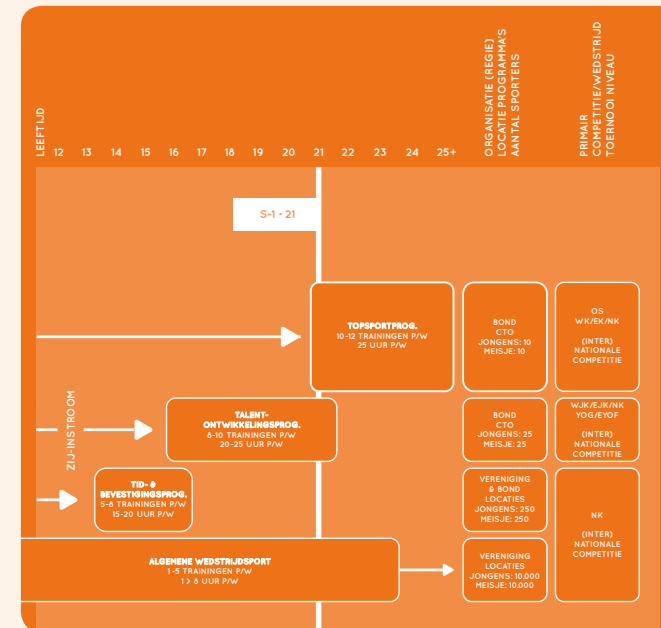 LEEFTIJD
12 13 14 15 16 17 18 19 20 21 22 23 24 25+
ORGANISATIE (REGIE)
LOCATIE PROGRAMMA'S
AANTAL SPORTERS
PRIMAIR
COMPETITIE/WEDSTRIJD
TOERNOOI NIVEAU
S-1 - 21
TOPSPORTPROG.
10-12 TRAININGEN P/W
25 UUR P/W
BOND
CTO
JONGENS: 10
MEISJE: 10
OS
WK/EK/NK
(INTER)
NATIONALE
COMPETITIE
ZIJ-INSTROOM
TALENT-
ONTWIKKELINGSPROG.
8-10 TRAININGEN P/W
20-25 UUR P/W
BOND
CTO
JONGENS: 25
MEISJE: 25
WJK/EJK/NK
YOG/EYOF
(INTER)
NATIONALE
COMPETITIE
TID- &
BEVESTIGINGSPROG.
5-8 TRAININGEN P/W
15-20 UUR P/W
VERENIGING
& BOND
LOCATIES
JONGENS: 250
MEISJE: 250
NK
(INTER)
NATIONALE
COMPETITIE
ALGEMENE WEDSTRIJDSPORT
1-5 TRAININGEN P/W
1 > 8 UUR P/W
VERENIGING
LOCATIES
JONGENS: 10.000
MEISJE: 10.000